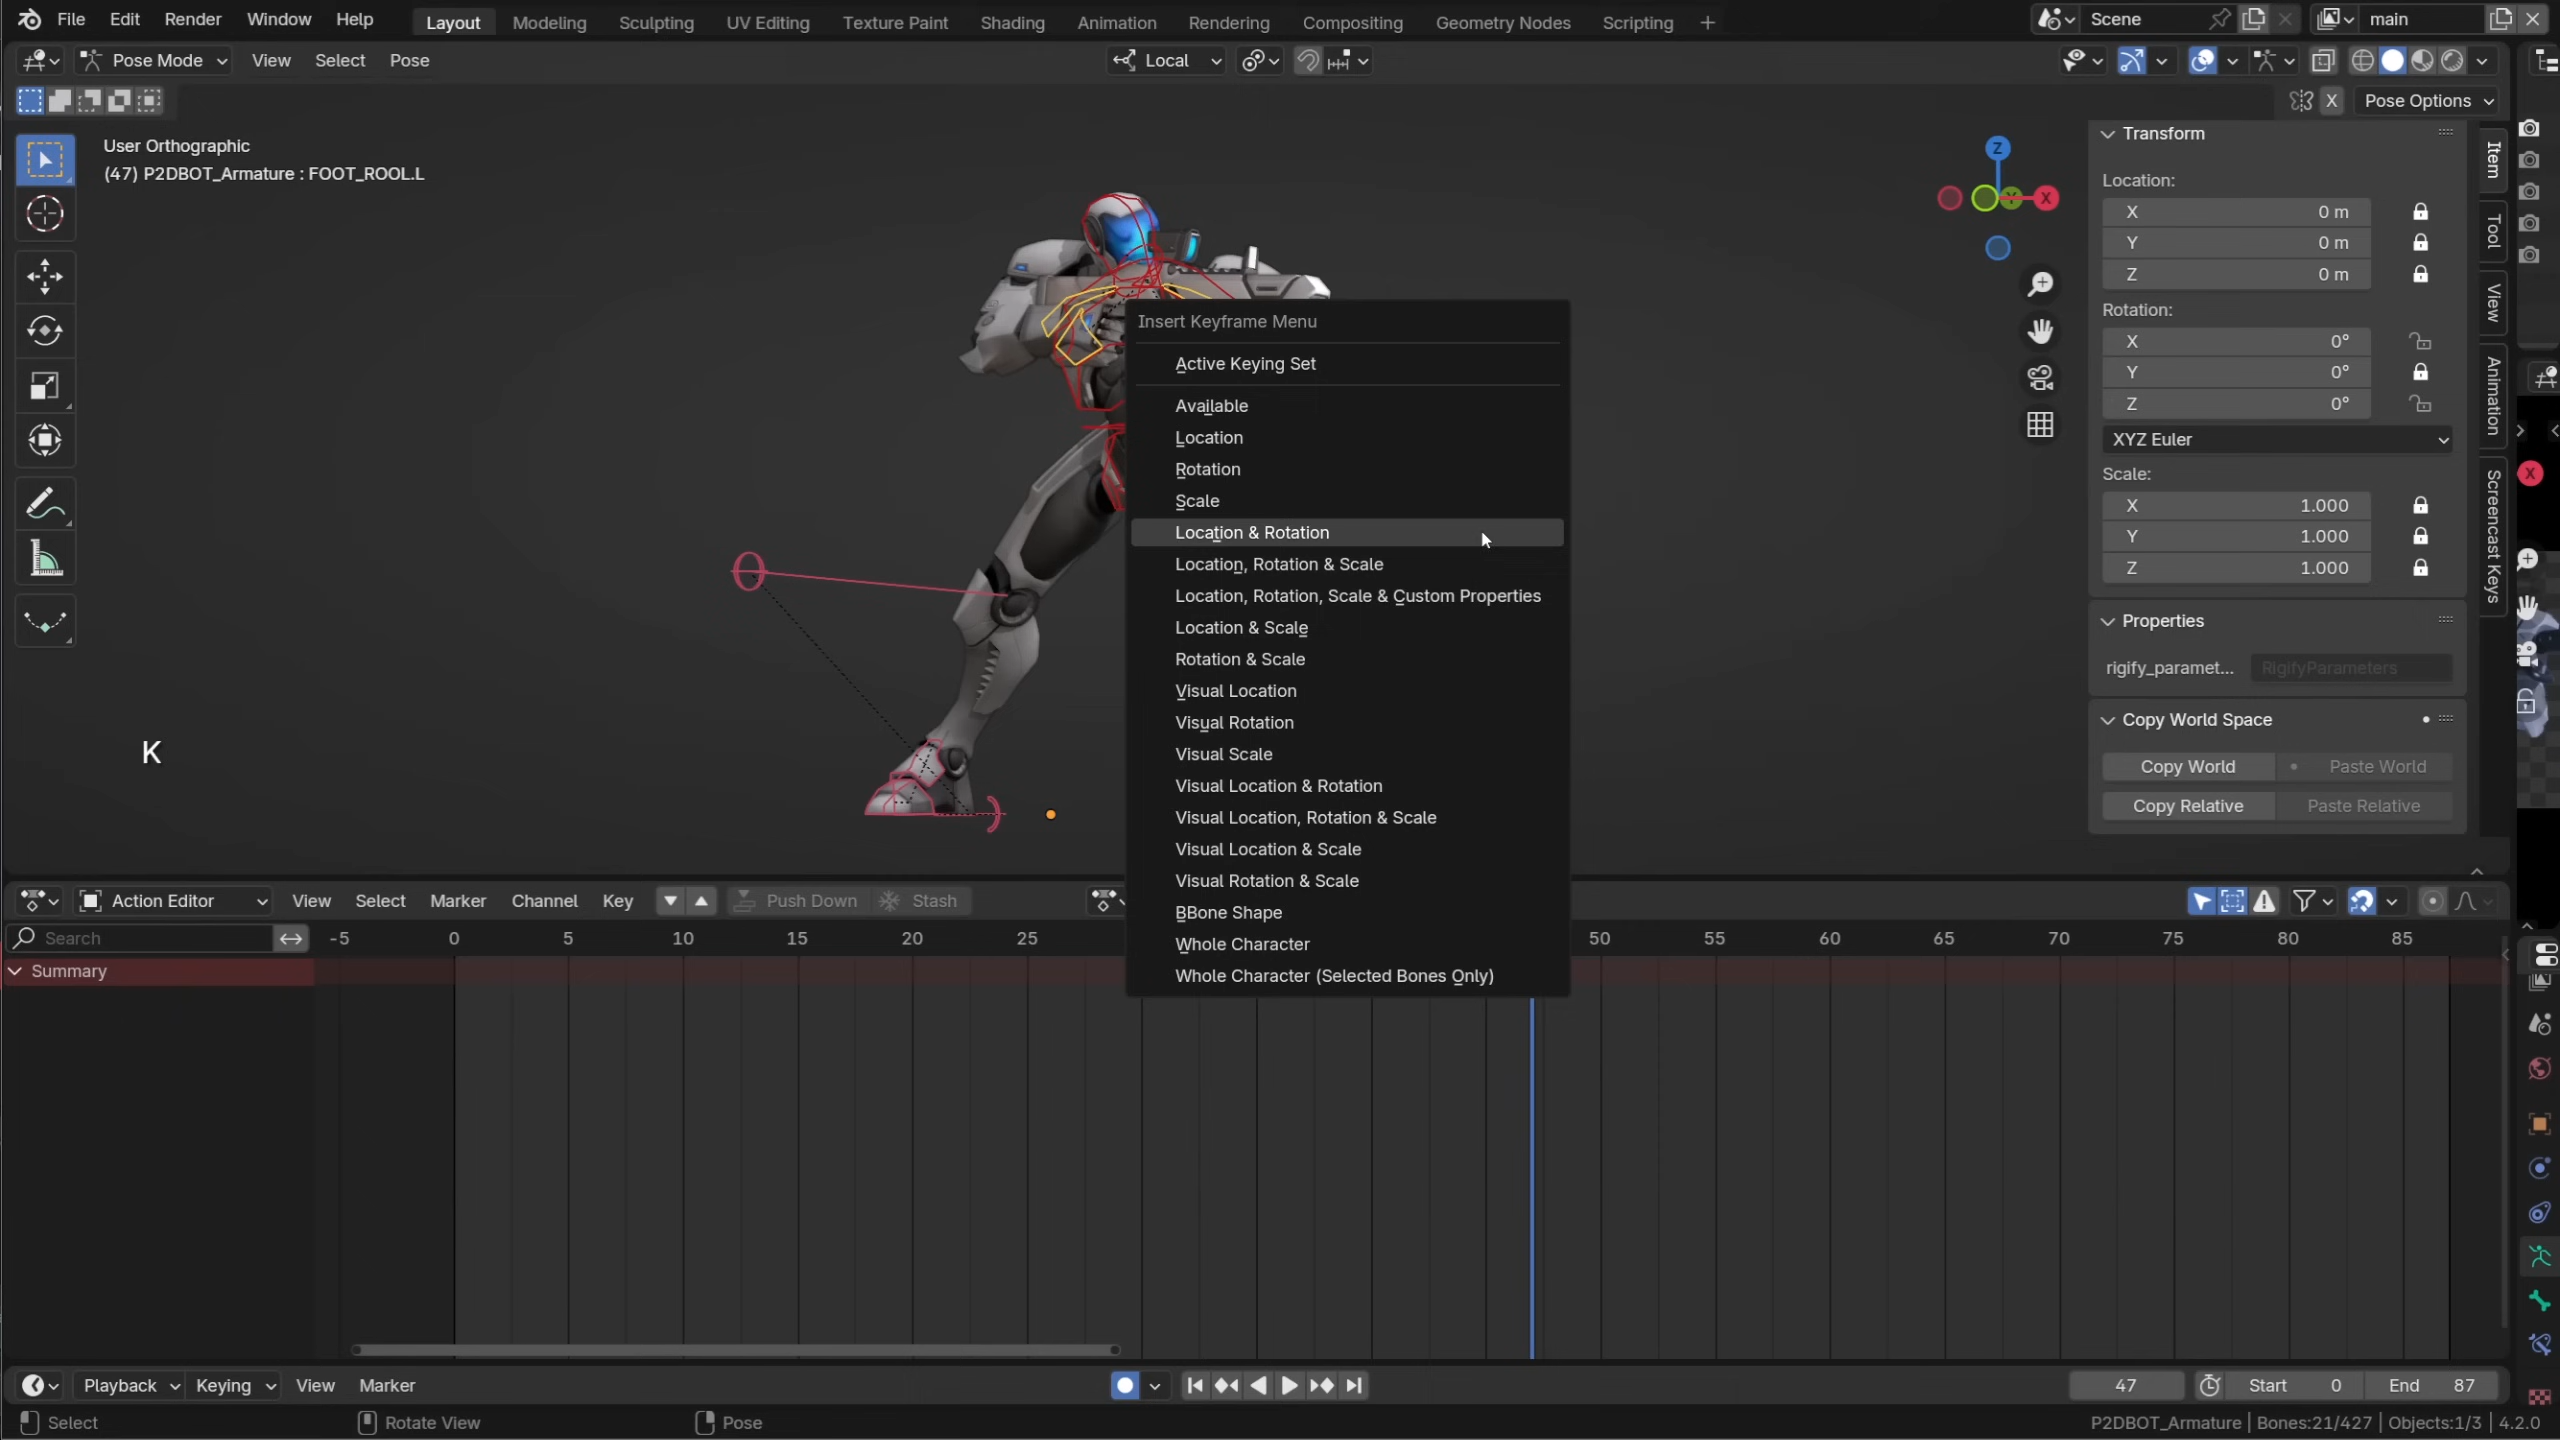 File Edit Render Window Help Layout Modeling Sculpting UV Editing Texture Paint Shading Animation Rendering Compositing Geometry Nodes Scripting + Scene main
Pose Mode View Select Pose Local
X Pose Options
User Orthographic
(47) P2DBOT_Armature : FOOT_ROOL.L
Z
X
Y
Transform
Location:
X 0 m
Y 0 m
Z 0 m
Rotation:
X 0°
Y 0°
Z 0°
XYZ Euler
Scale:
X 1.000
Y 1.000
Z 1.000
Properties
rigify_paramet... RigifyParameters
Copy World Space
Copy World Paste World
Copy Relative Paste Relative
Item
Tool
View
Animation
Screencast Keys
X
Insert Keyframe Menu
Active Keying Set
Available
Location
Rotation
Scale
Location & Rotation
Location, Rotation & Scale
Location, Rotation, Scale & Custom Properties
Location & Scale
Rotation & Scale
Visual Location
Visual Rotation
Visual Scale
Visual Location & Rotation
Visual Location, Rotation & Scale
Visual Location & Scale
Visual Rotation & Scale
BBone Shape
Whole Character
Whole Character (Selected Bones Only)
K
Action Editor View Select Marker Channel Key Push Down Stash
Search -5 0 5 10 15 20 25 50 55 60 65 70 75 80 85
Summary
Playback Keying View Marker 47 Start 0 End 87
Select Rotate View Pose P2DBOT_Armature | Bones:21/427 | Objects:1/3 | 4.2.0